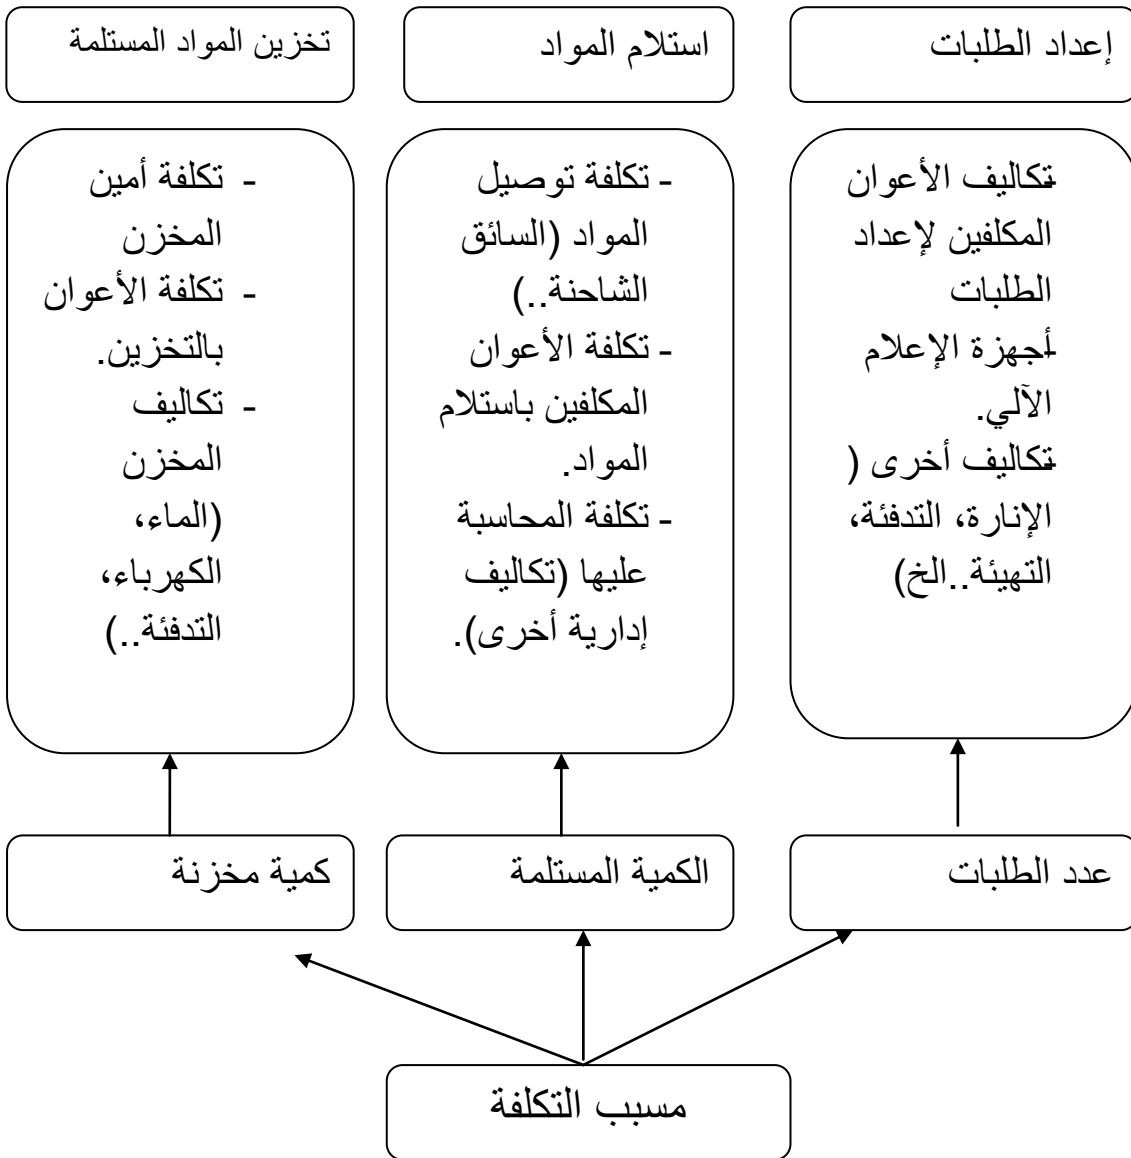 إعداد الطلبات
استلام المواد
تخزين المواد المستلمة
-تكاليف الأعوان
المكلفين لإعداد
الطلبات
-أجهزة الإعلام
الآلي.
-تكاليف أخرى (
الإنارة، التدفئة،
التهيئة..الخ)
- تكلفة توصيل
المواد (السائق
الشاحنة..)
- تكلفة الأعوان
المكلفين باستلام
المواد.
- تكلفة المحاسبة
عليها (تكاليف
إدارية أخرى).
- تكلفة أمين
المخزن
- تكلفة الأعوان
بالتخزين.
- تكاليف
المخزن
(الماء،
الكهرباء،
التدفئة..)
عدد الطلبات
الكمية المستلمة
كمية مخزنة
مسبب التكلفة